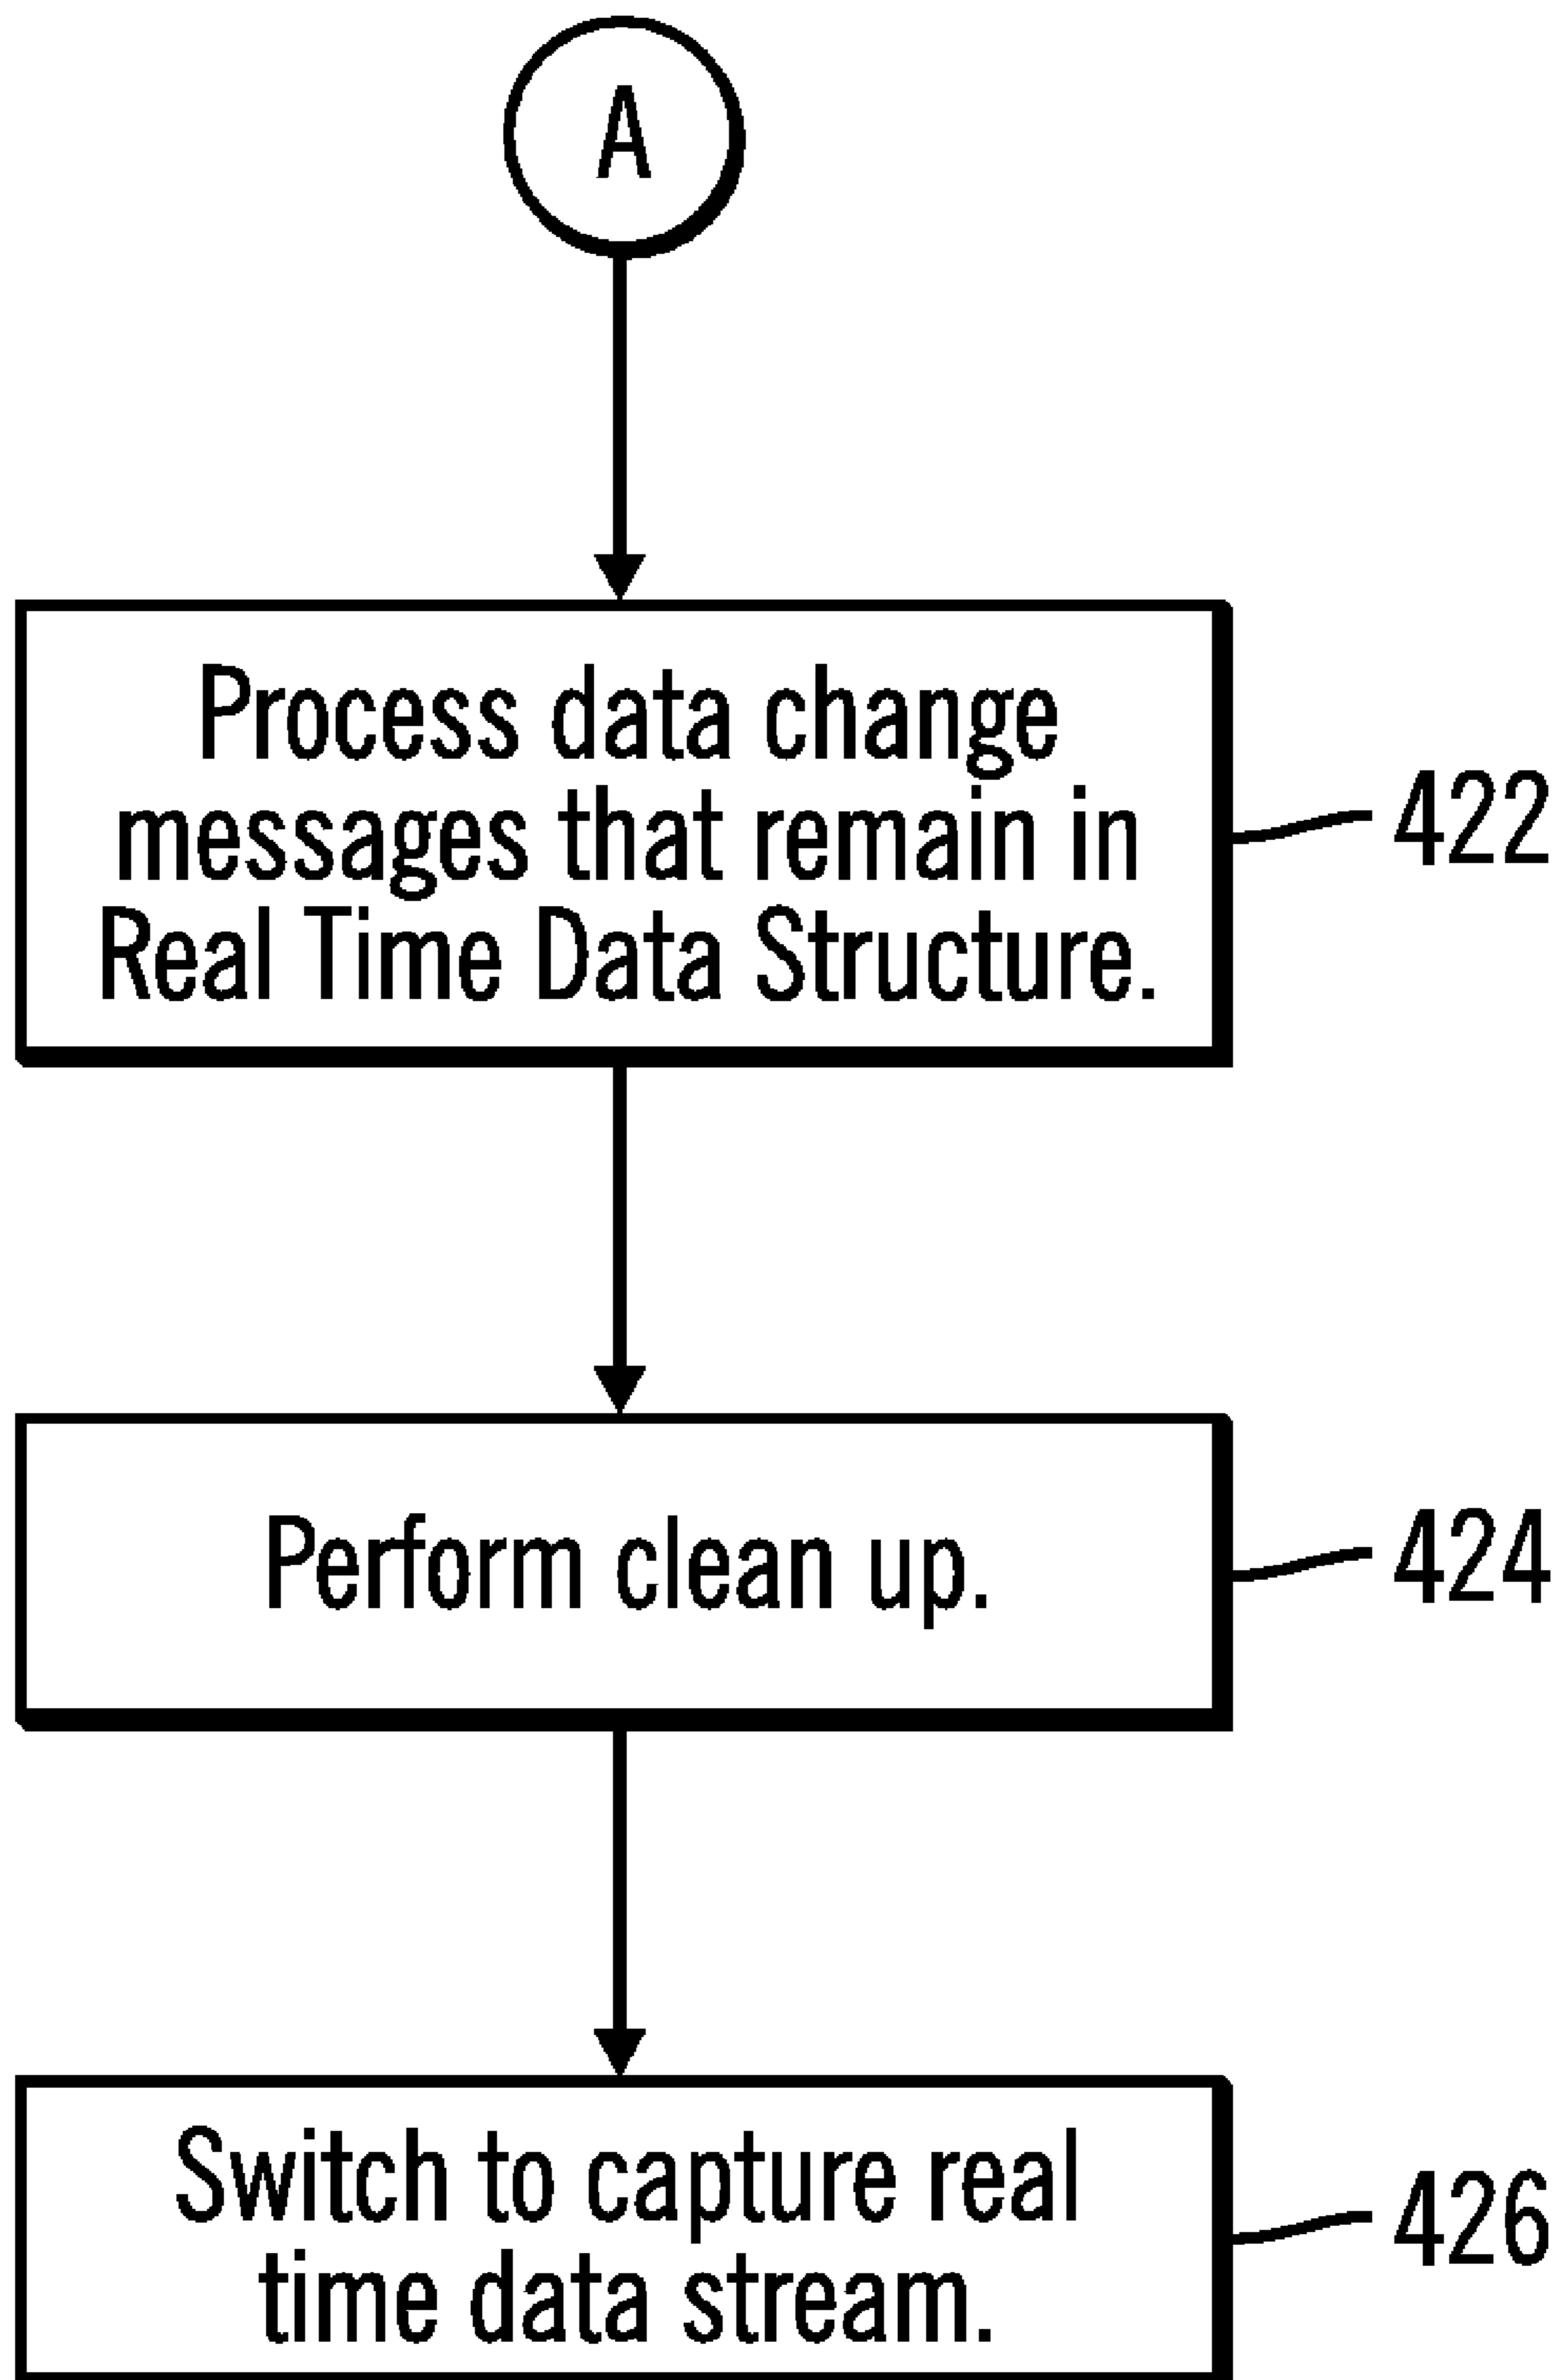 A
Process data change
messages that remain in
Real Time Data Structure.
422
Perform clean up.
424
Switch to capture real
time data stream.
426